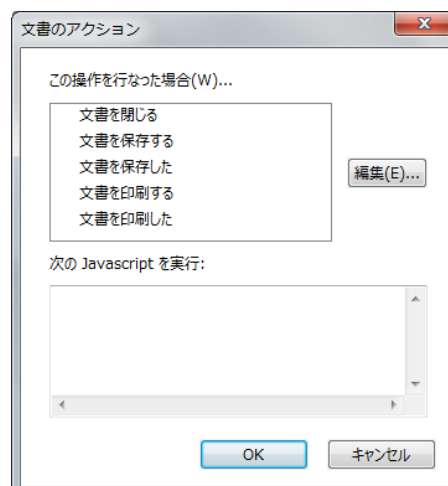 文書のアクション
この操作を行なった場合(W)...
文書を閉じる
文書を保存する
文書を保存した
文書を印刷する
文書を印刷した
編集(E)...
次の Javascript を実行:
OK
キャンセル